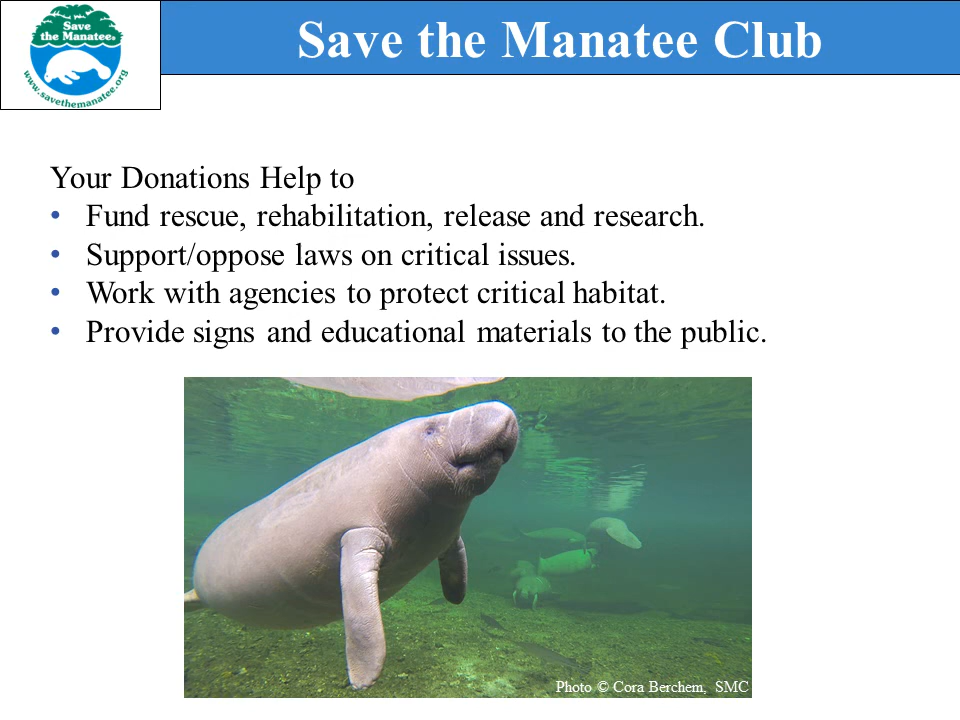 Save
the Manatee®
www.savethemanatee.org
Save the Manatee Club
Your Donations Help to
• Fund rescue, rehabilitation, release and research.
• Support/oppose laws on critical issues.
• Work with agencies to protect critical habitat.
• Provide signs and educational materials to the public.
Photo © Cora Berchem, SMC